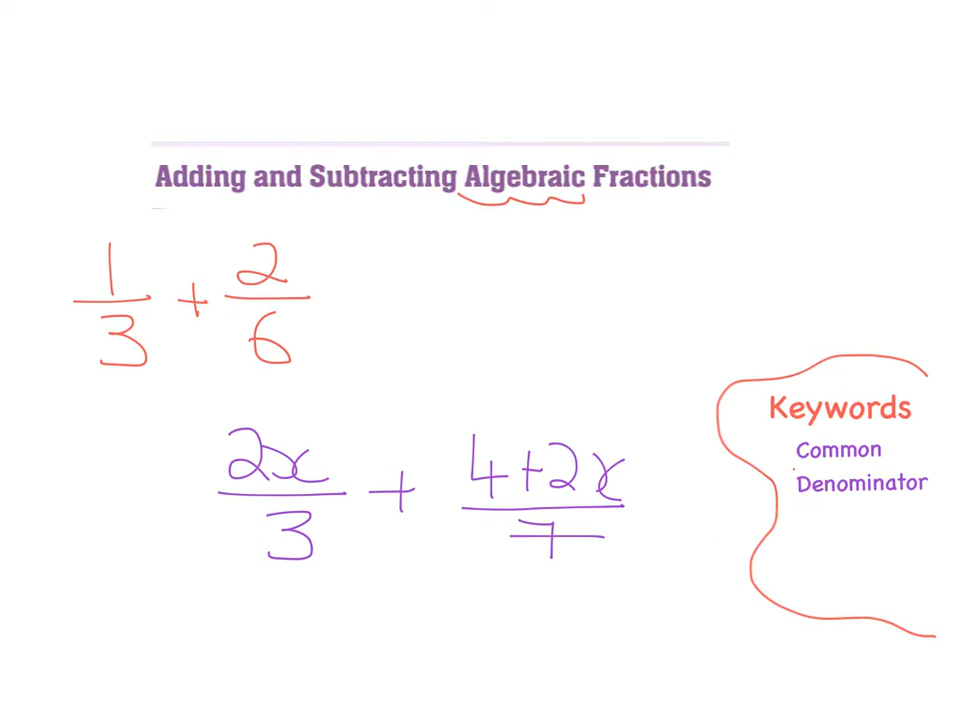 Adding and Subtracting Algebraic Fractions
1/3 + 2/6
2x/3 + 4+2x/7
Keywords
Common
Denominator